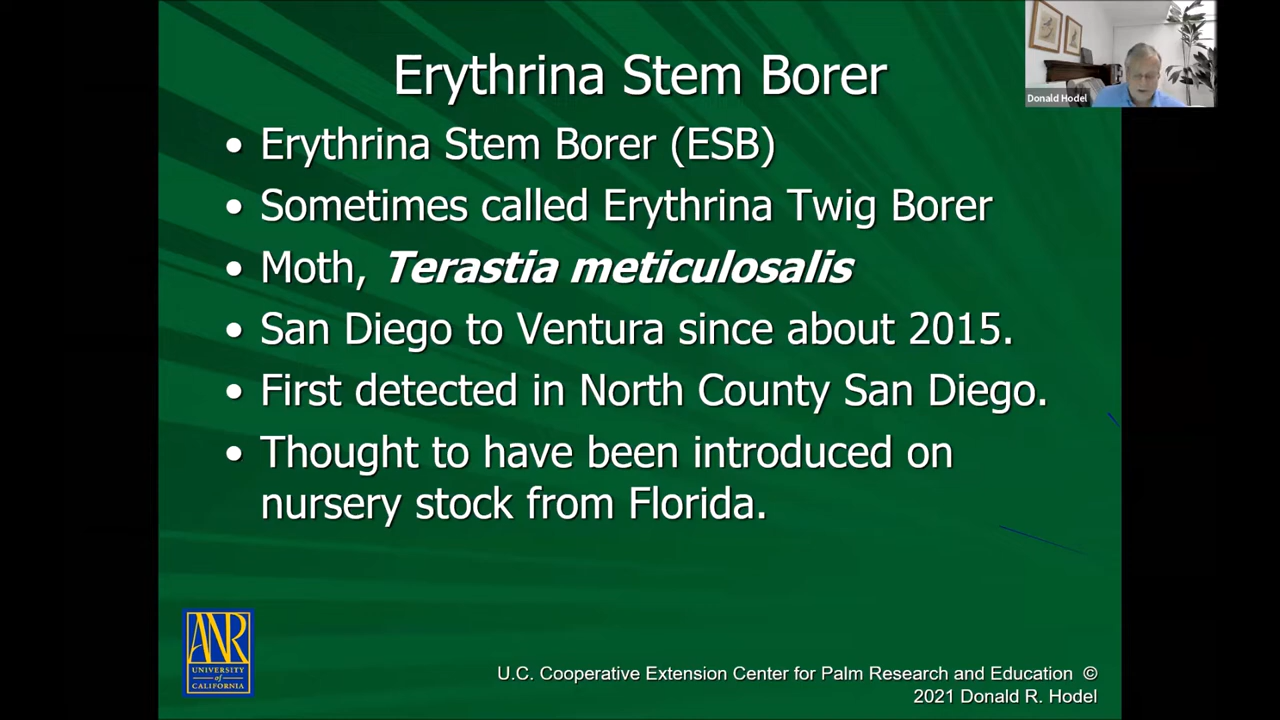 Erythrina Stem Borer
Donald Hodel
• Erythrina Stem Borer (ESB)
• Sometimes called Erythrina Twig Borer
• Moth, Terastia meticulosalis
• San Diego to Ventura since about 2015.
• First detected in North County San Diego.
• Thought to have been introduced on
nursery stock from Florida.
ANR
UNIVERSITY
of
CALIFORNIA
U.C. Cooperative Extension Center for Palm Research and Education ©
2021 Donald R. Hodel